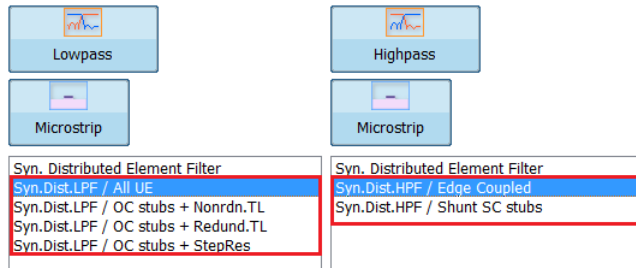 Lowpass
Microstrip
Syn. Distributed Element Filter
Syn.Dist.LPF / All UE
Syn.Dist.LPF / OC stubs + Nonrdn.TL
Syn.Dist.LPF / OC stubs + Redund.TL
Syn.Dist.LPF / OC stubs + StepRes
Highpass
Microstrip
Syn. Distributed Element Filter
Syn.Dist.HPF / Edge Coupled
Syn.Dist.HPF / Shunt SC stubs